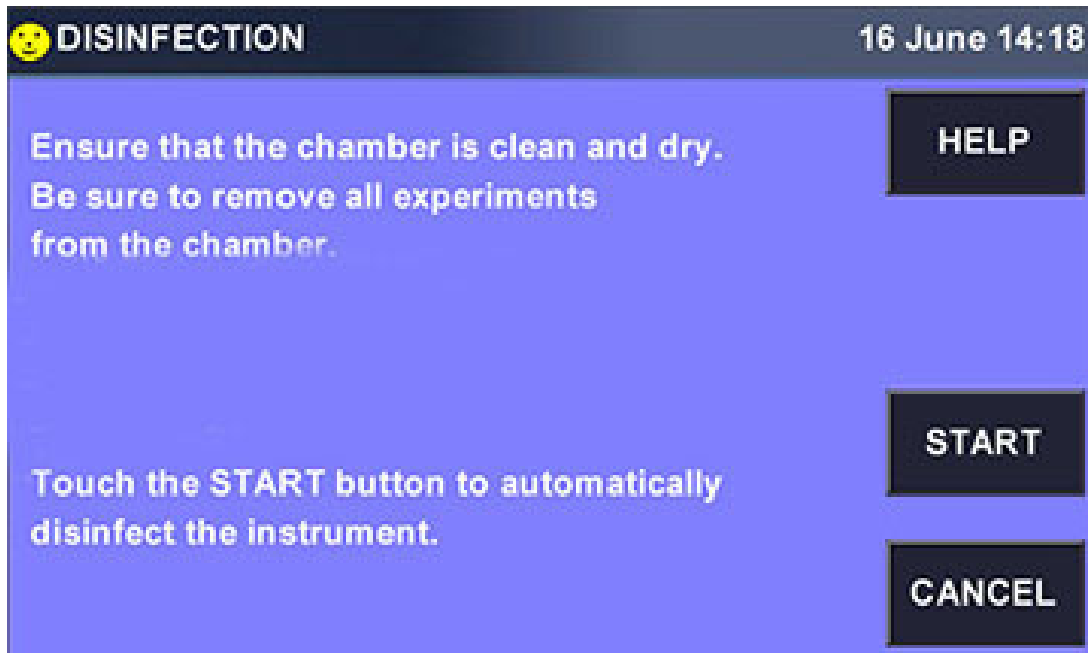 DISINFECTION 16 June 14:18
Ensure that the chamber is clean and dry.
Be sure to remove all experiments
from the chamber.
HELP
START
Touch the START button to automatically
disinfect the instrument.
CANCEL